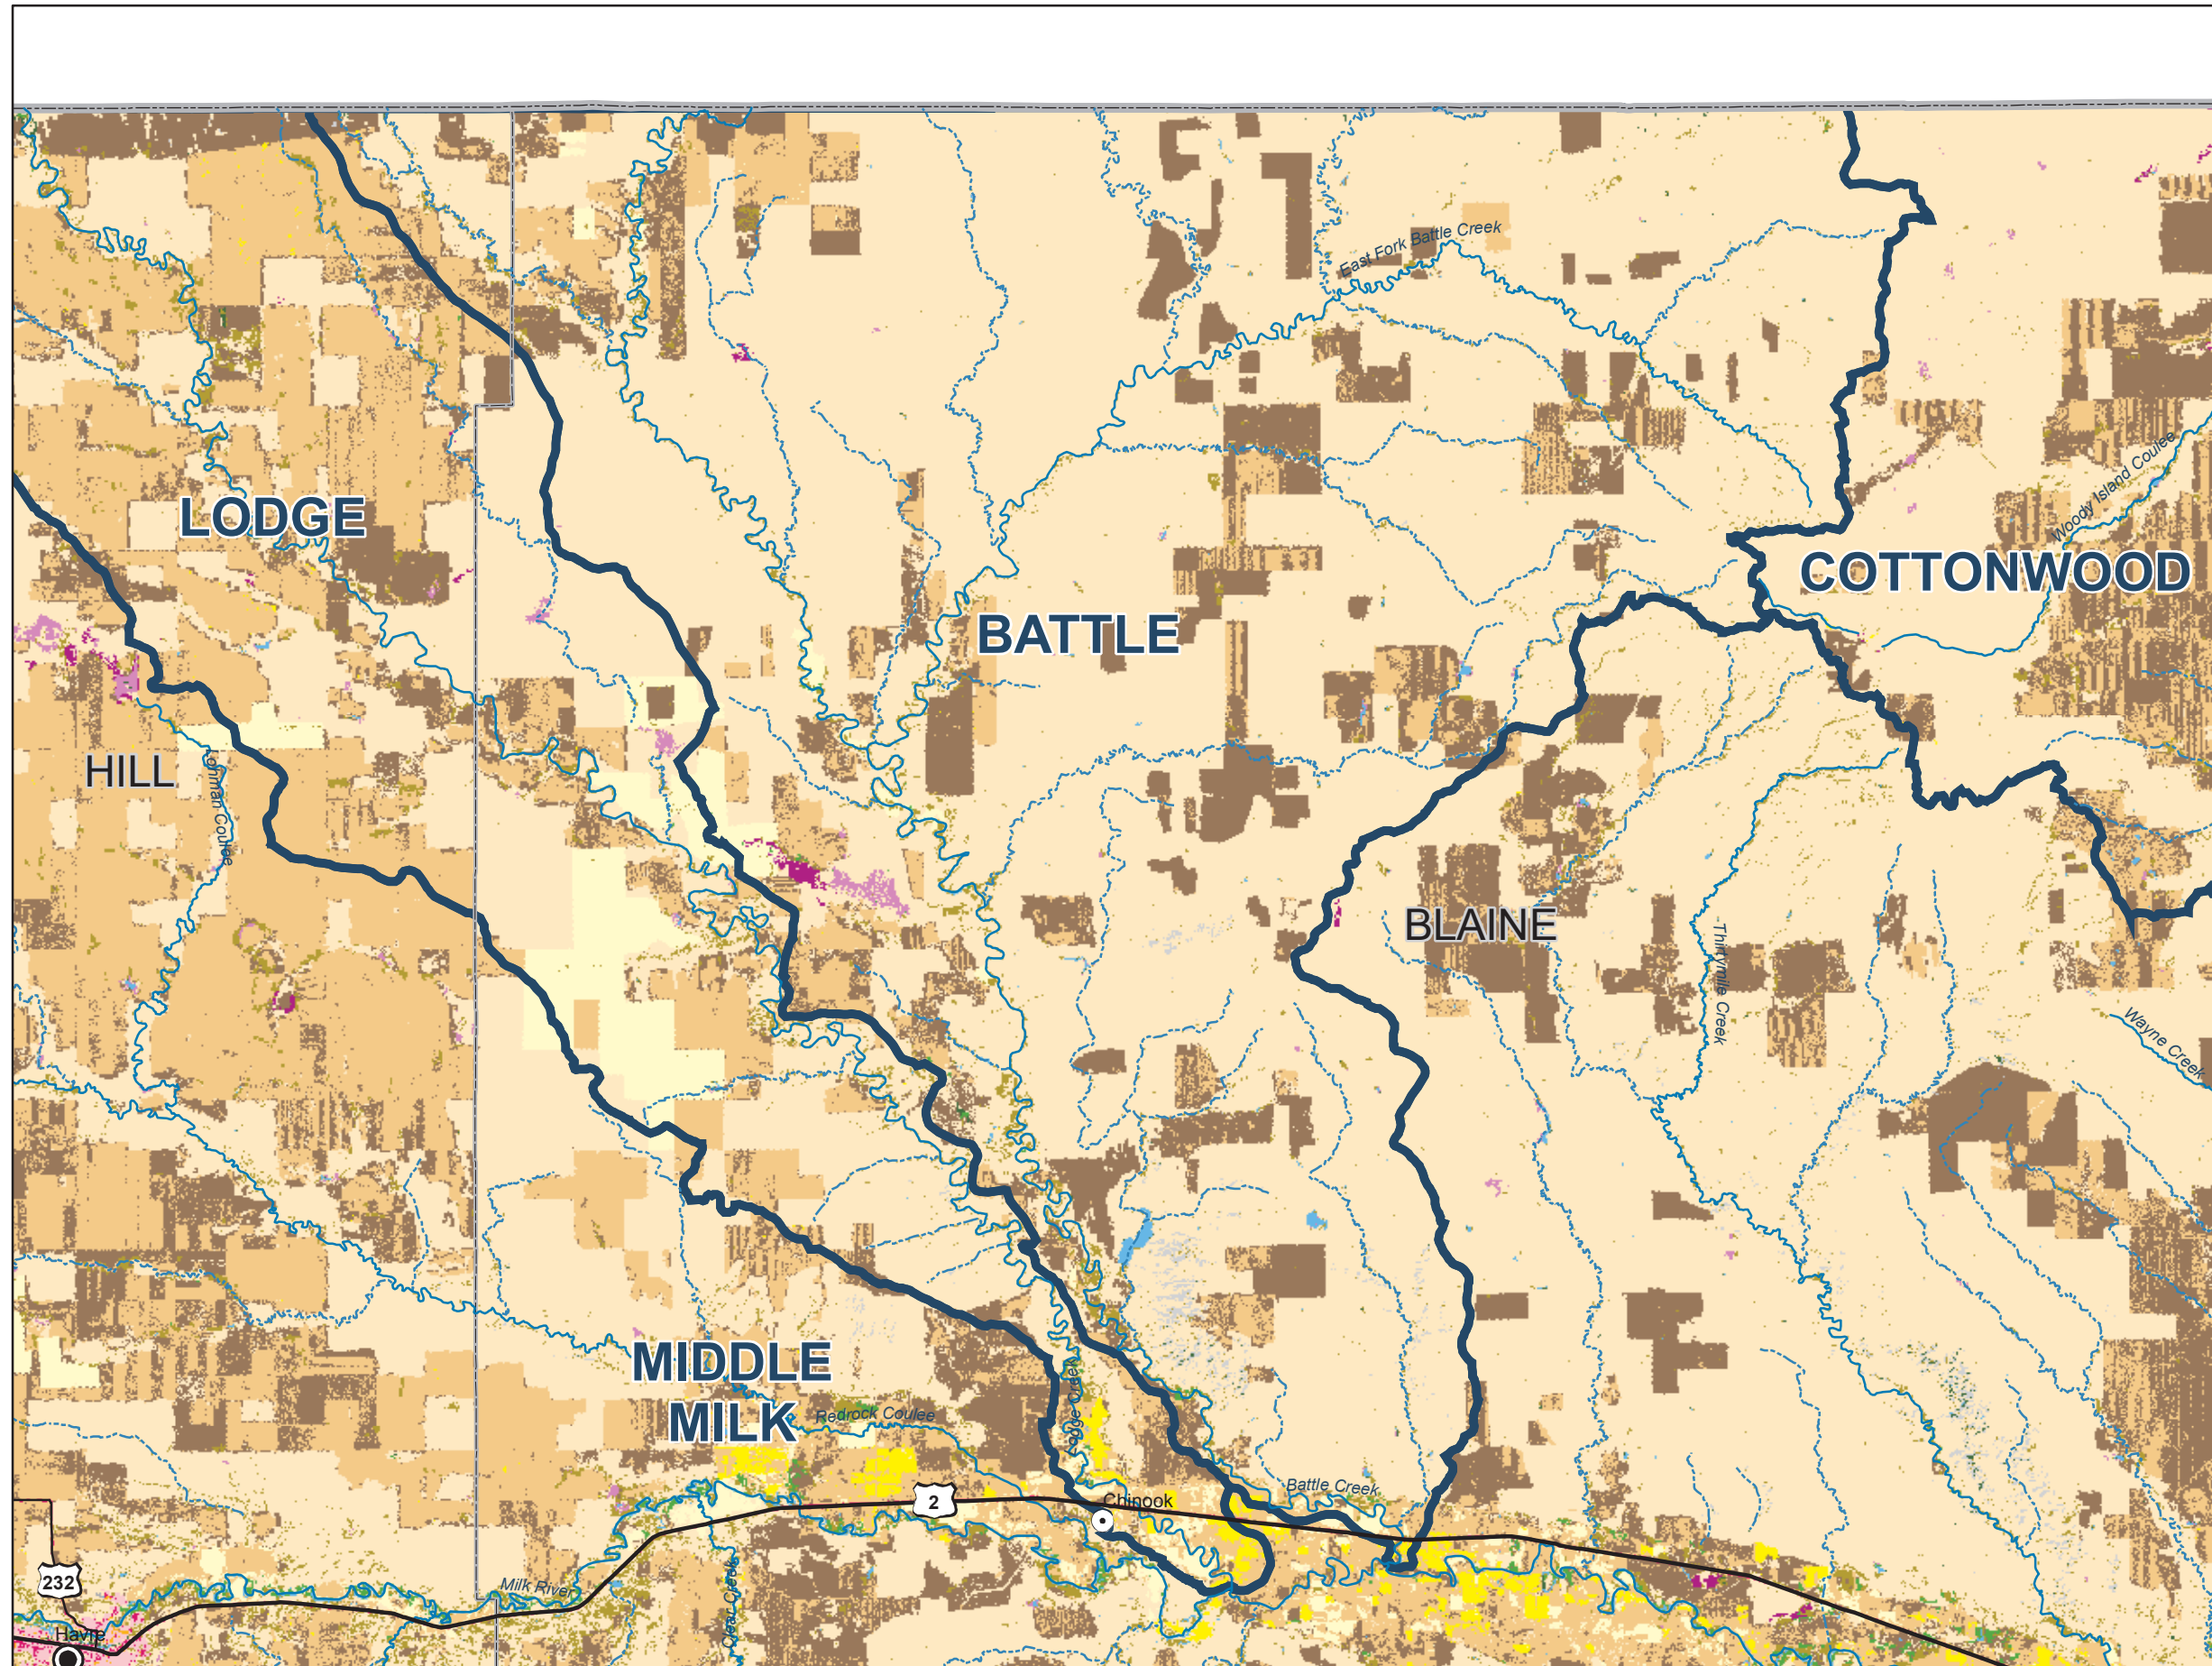 East Fork Battle Creek
Woody Island Coulee
LODGE
COTTONWOOD
BATTLE
HILL
Lohman Coulee
BLAINE
Thirtymile Creek
Wayne Creek
MIDDLE
MILK
Lodge Creek
Redrock Coulee
Battle Creek
2
Chinook
232
Milk River
Clear Creek
Havre